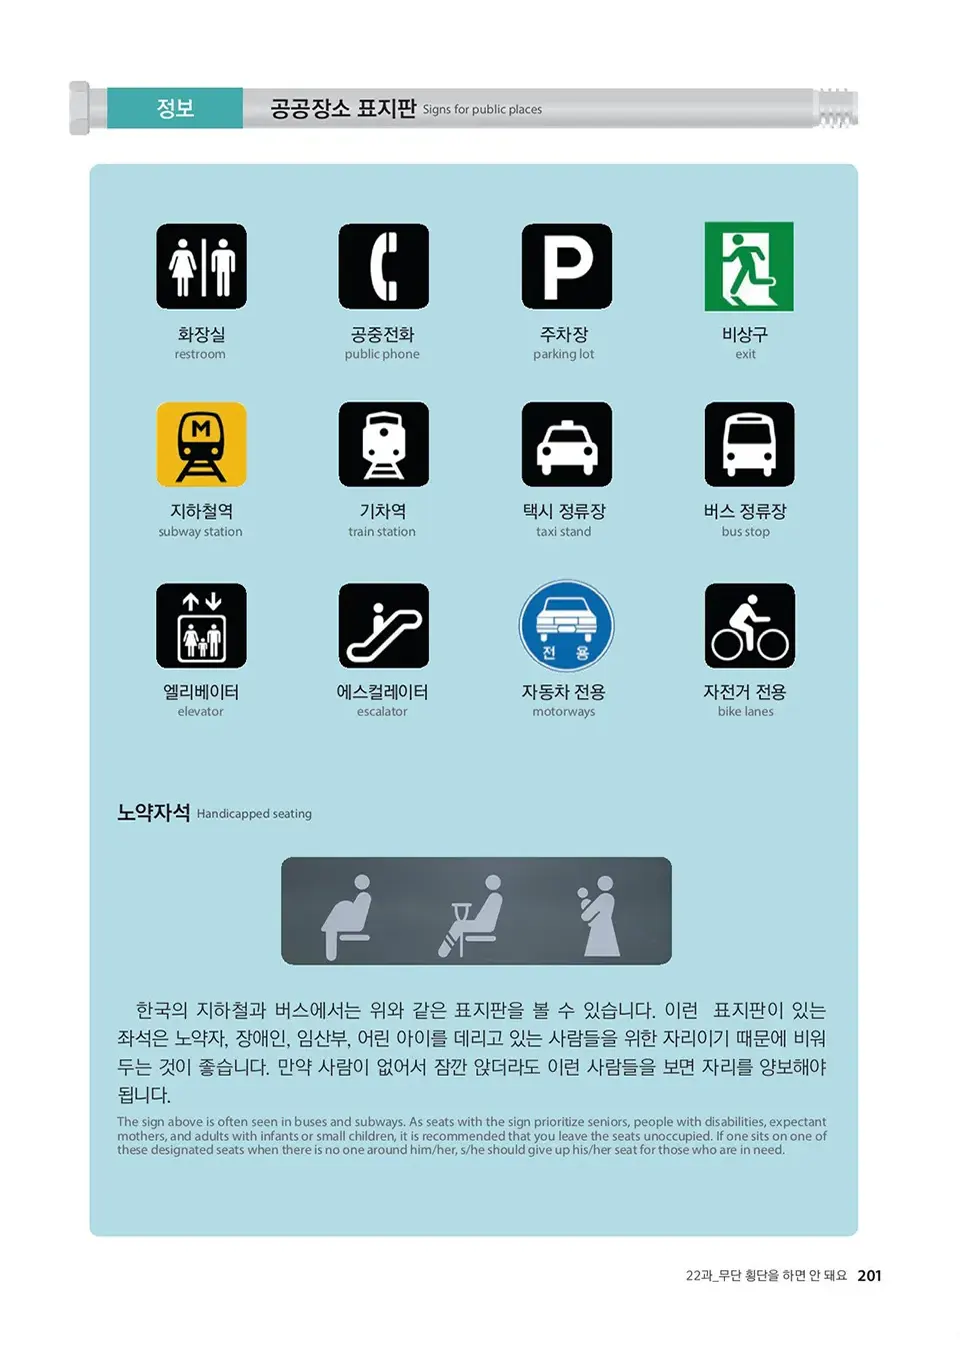 정보
공공장소 표지판 Signs for public places
P
화장실 공중전화 주차장 비상구
restroom public phone parking lot exit
M
지하철역 기차역 택시 정류장 버스 정류장
subway station train station taxi stand bus stop
전 용
엘리베이터 에스컬레이터 자동차 전용 자전거 전용
elevator escalator motorways bike lanes
노약자석 Handicapped seating
한국의 지하철과 버스에서는 위와 같은 표지판을 볼 수 있습니다. 이런 표지판이 있는
좌석은 노약자, 장애인, 임산부, 어린 아이를 데리고 있는 사람들을 위한 자리이기 때문에 비워
두는 것이 좋습니다. 만약 사람이 없어서 잠깐 앉더라도 이런 사람들을 보면 자리를 양보해야
됩니다.
The sign above is often seen in buses and subways. As seats with the sign prioritize seniors, people with disabilities, expectant
mothers, and adults with infants or small children, it is recommended that you leave the seats unoccupied. If one sits on one of
these designated seats when there is no one around him/her, s/he should give up his/her seat for those who are in need.
22과_무단 횡단을 하면 안 돼요 201